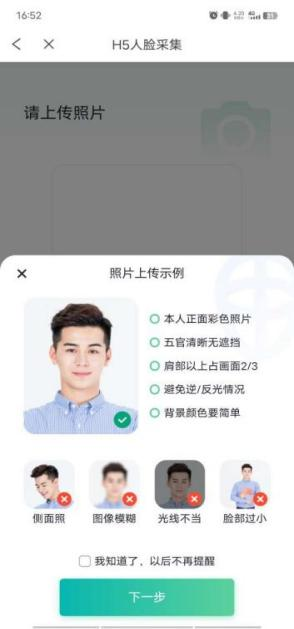 16:52
H5人脸采集
请上传照片
照片上传示例
本人正面彩色照片
五官清晰无遮挡
肩部以上占画面2/3
避免逆/反光情况
背景颜色要简单
侧面照
图像模糊
光线不当
脸部过小
我知道了，以后不再提醒
下一步